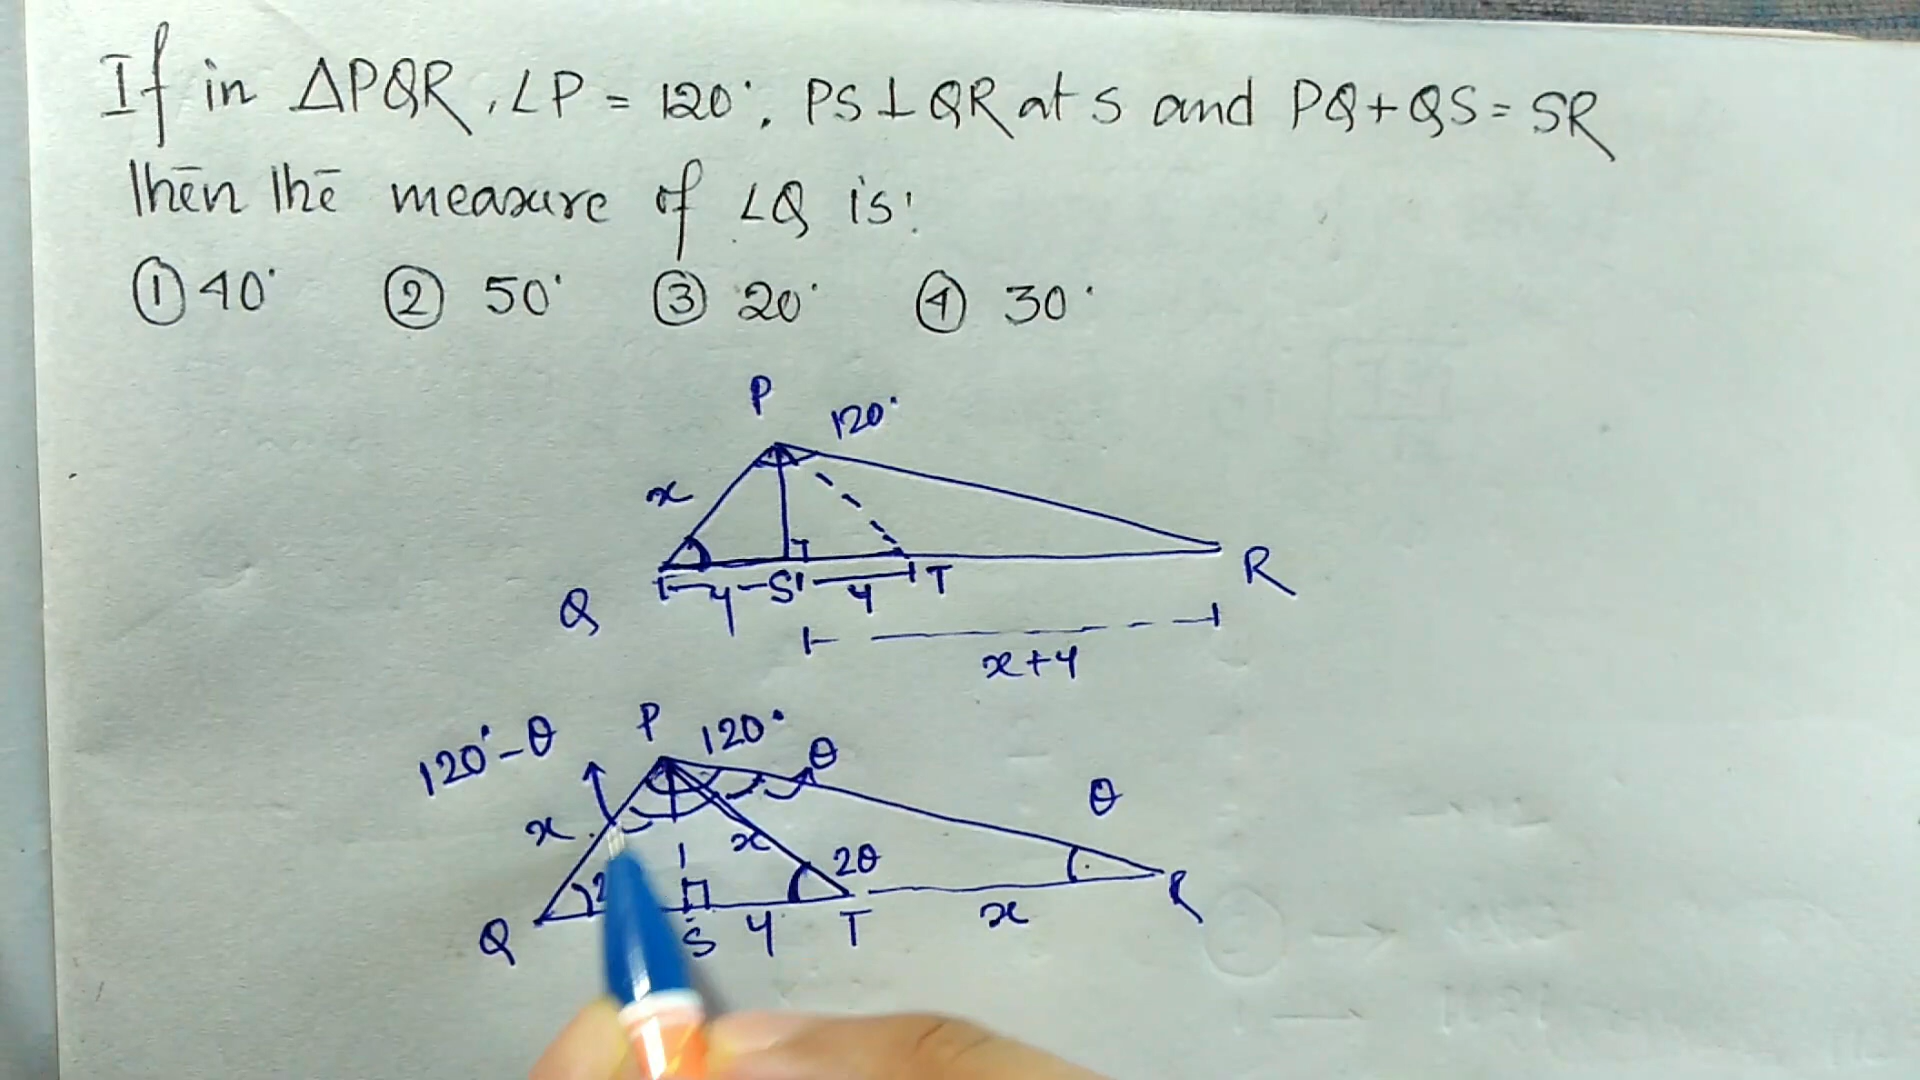 If in ΔPQR, ∠P = 120°, PS⊥QR at S and PQ+QS=SR
then the measure of ∠Q is:
① 40° ② 50° ③ 20° ④ 30°
P
120°
x
Q
y S y T
R
x+y
120°-θ P 120° θ
θ
x x
2θ
Q S y T x R